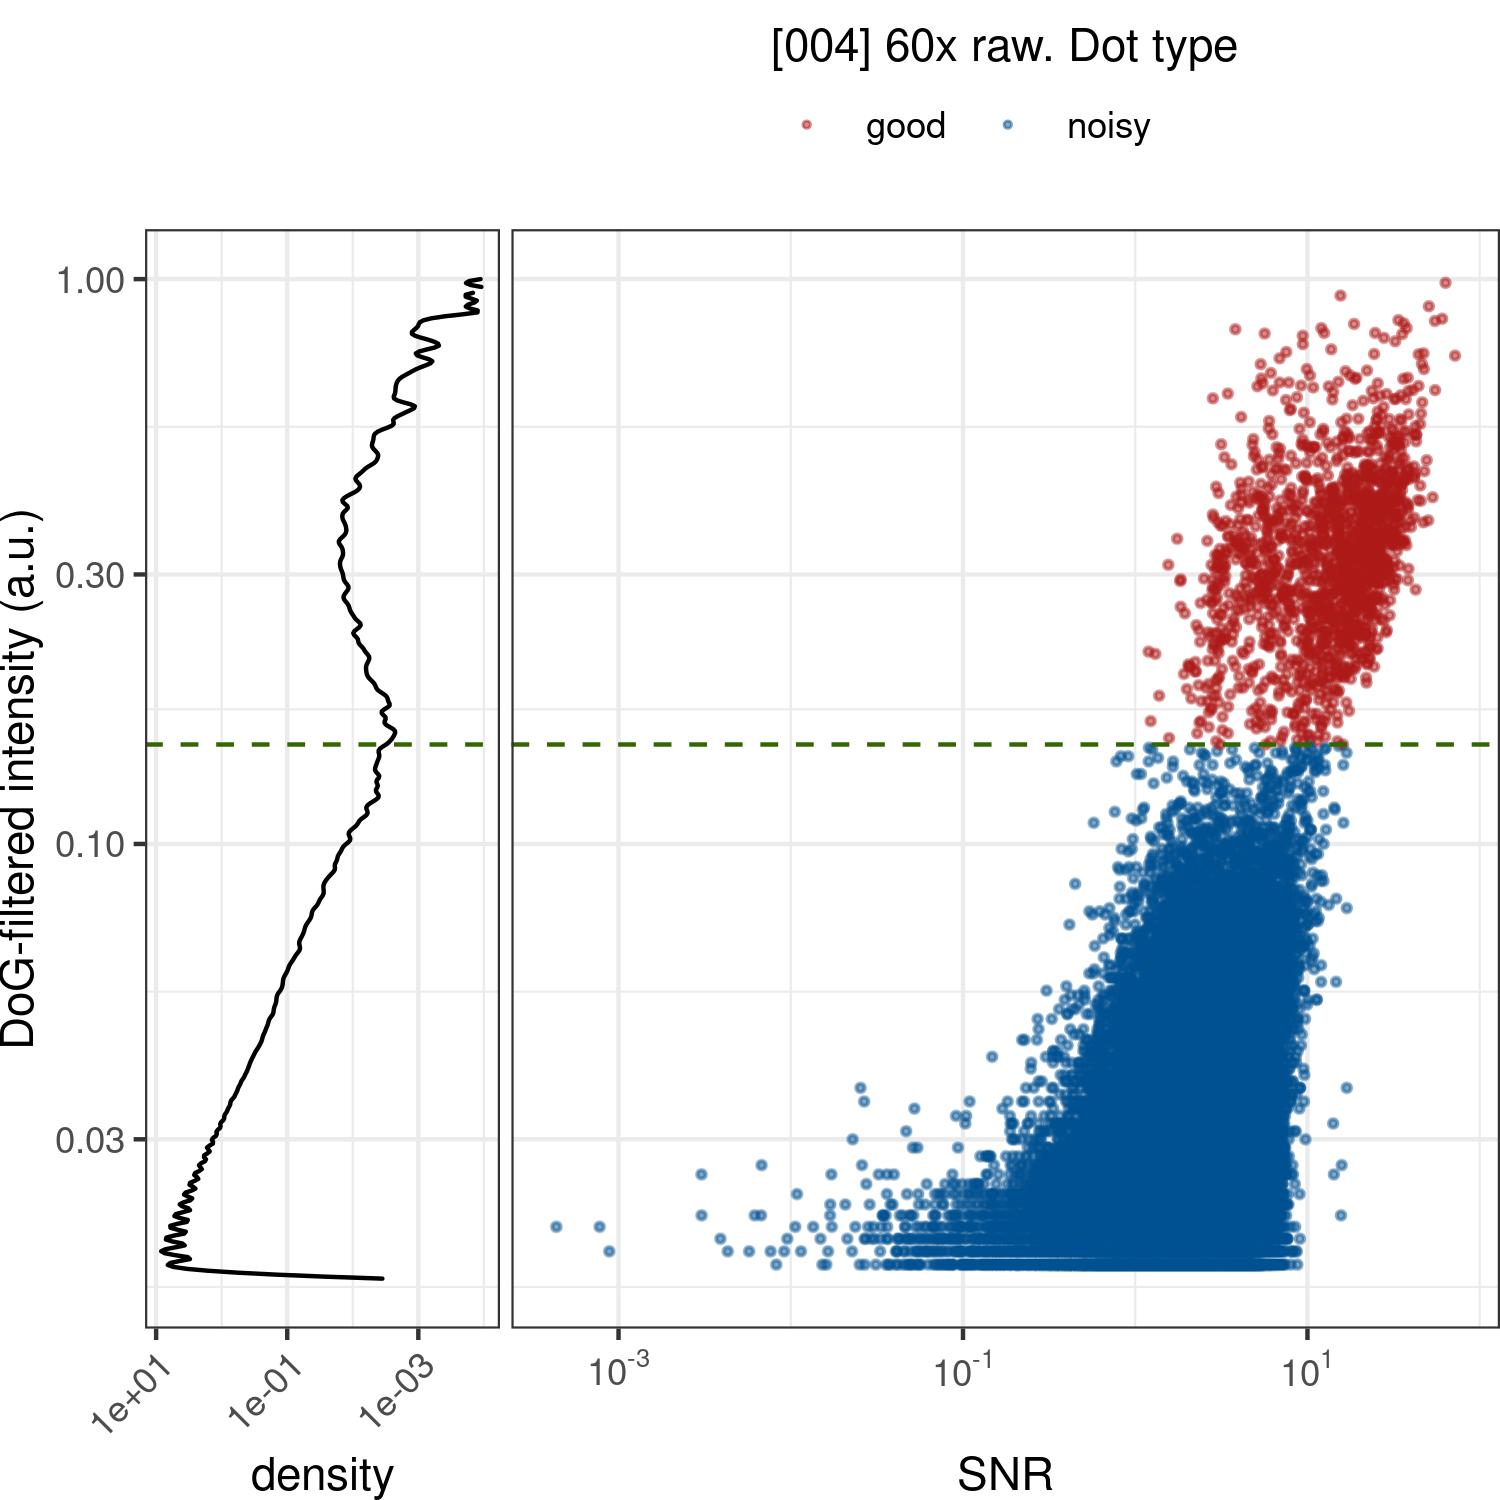 [004] 60x raw. Dot type
good
noisy
DoG-filtered intensity (a.u.)
1.00
0.30
0.10
0.03
1e+01
1e-01
1e-03
density
10-3
10-1
101
SNR